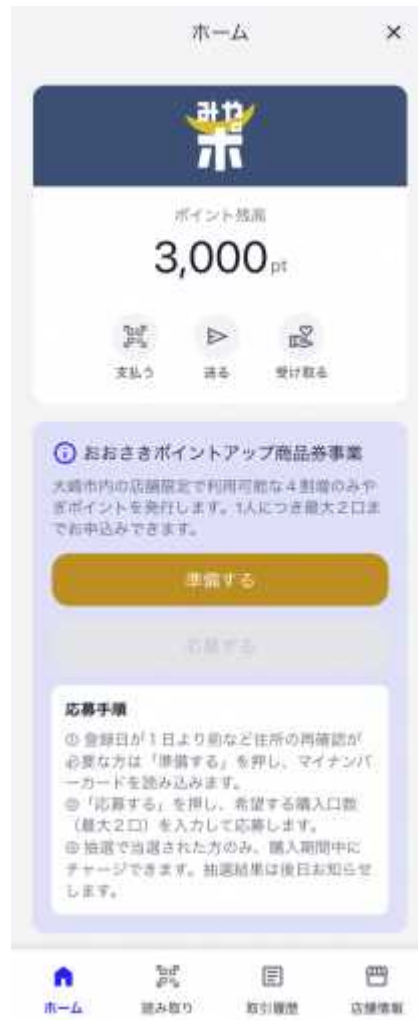 ホーム
みやポ
ポイント残高
3,000 pt
支払う
送る
受け取る
おおさきポイントアップ商品券事業
大崎市内の店舗限定で利用可能な4割増のみや
ぎポイントを発行します。1人につき最大2口ま
でお申込みできます。
準備する
応募する
応募手順
① 登録日が1日より前など住所の再確認が
必要な方は「準備する」を押し、マイナンバ
ーカードを読み込みます。
② 「応募する」を押し、希望する購入口数
（最大2口）を入力して応募します。
③ 抽選で当選された方のみ、購入期間中に
チャージできます。抽選結果は後日お知らせ
します。
ホーム
読み取り
取引履歴
店舗情報